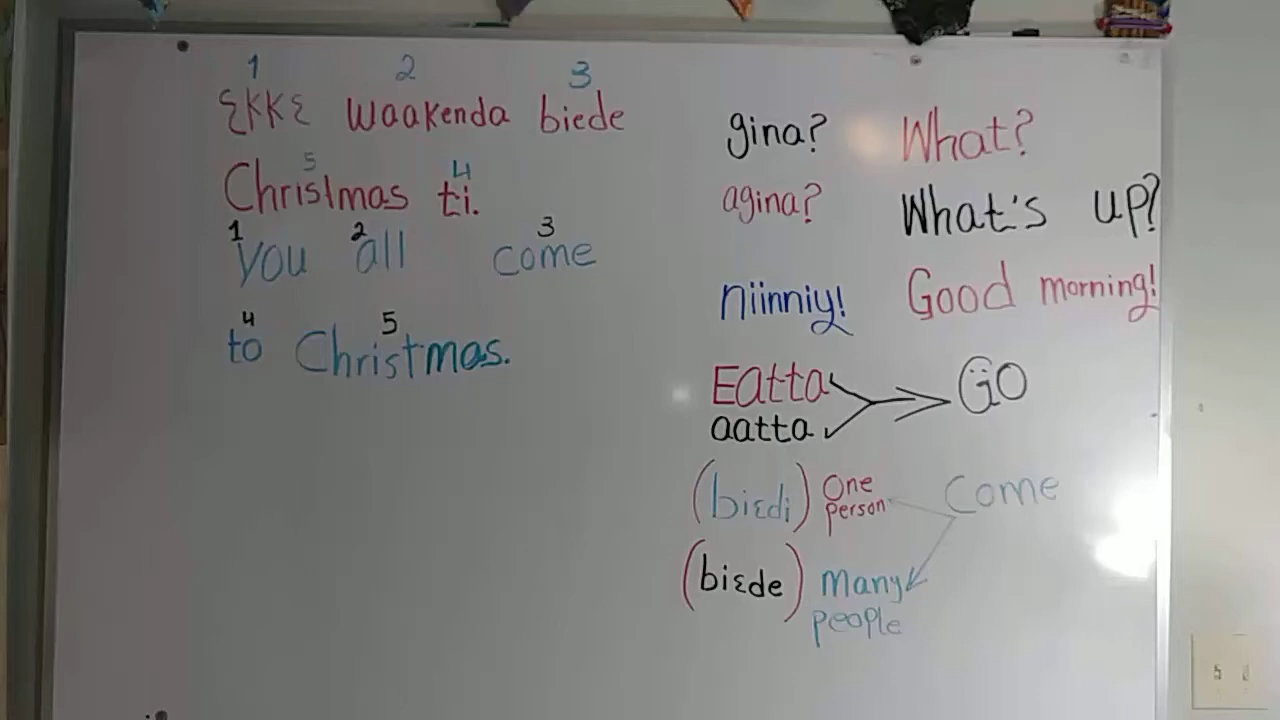 1 2 3
ƐKKƐ Waakenda biede
5 4
Christmas ti.
1 2 3
you all come
4 5
to Christmas.
gina? What?
agina? What's up?
niinniy! Good morning!
Eatta GO
aatta
(biɛdi) One person Come
(biɛde) Many people